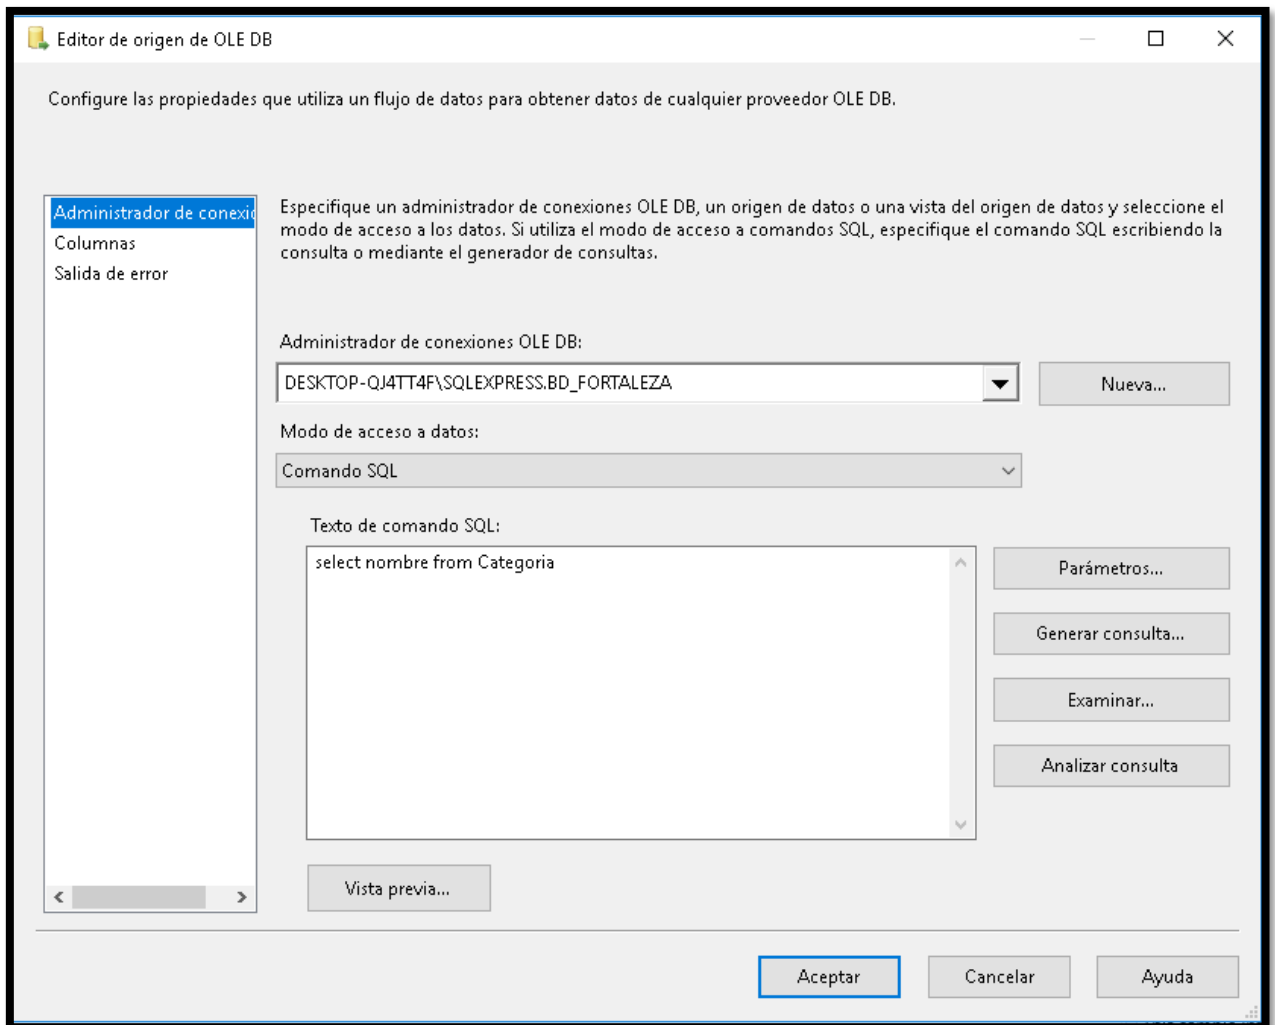 Editor de origen de OLE DB
Configure las propiedades que utiliza un flujo de datos para obtener datos de cualquier proveedor OLE DB.
Administrador de conexi
Columnas
Salida de error
Especifique un administrador de conexiones OLE DB, un origen de datos o una vista del origen de datos y seleccione el
modo de acceso a los datos. Si utiliza el modo de acceso a comandos SQL, especifique el comando SQL escribiendo la
consulta o mediante el generador de consultas.
Administrador de conexiones OLE DB:
DESKTOP-QJ4TT4F\SQLEXPRESS.BD_FORTALEZA
Nueva...
Modo de acceso a datos:
Comando SQL
Texto de comando SQL:
select nombre from Categoria
Parámetros...
Generar consulta...
Examinar...
Analizar consulta
Vista previa...
Aceptar
Cancelar
Ayuda